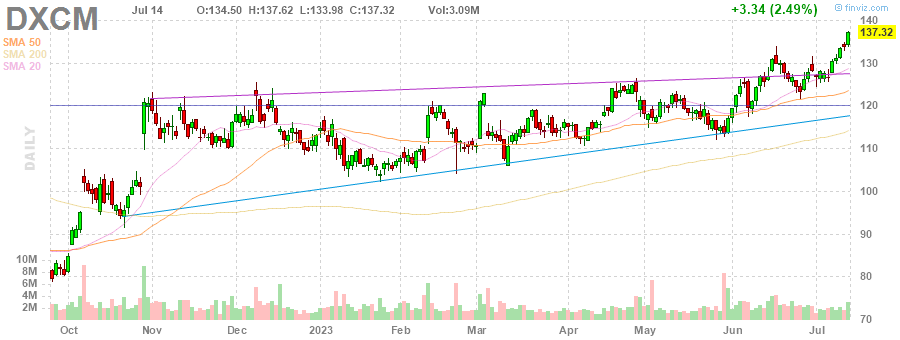 DXCM Jul 14 O:134.50 H:137.62 L:133.98 C:137.32 Vol:3.09M +3.34 (2.49%) © finviz.com
SMA 50
SMA 200
SMA 20
DAILY
140
137.32
130
120
110
100
90
80
70
10M
8M
6M
4M
2M
Oct Nov Dec 2023 Feb Mar Apr May Jun Jul